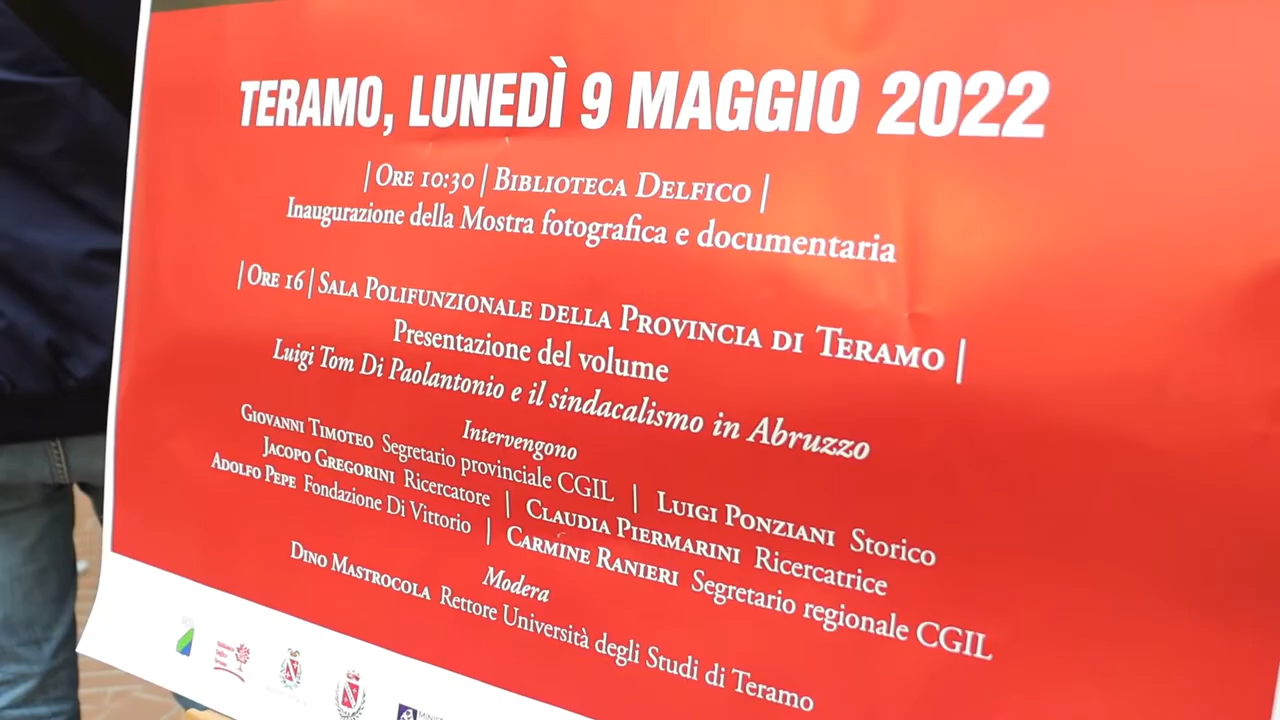 TERAMO, LUNEDÌ 9 MAGGIO 2022
| ORE 10:30 | BIBLIOTECA DELFICO |
Inaugurazione della Mostra fotografica e documentaria
| ORE 16 | SALA POLIFUNZIONALE DELLA PROVINCIA DI TERAMO |
Presentazione del volume
Luigi Tom Di Paolantonio e il sindacalismo in Abruzzo
Intervengono
GIOVANNI TIMOTEO Segretario provinciale CGIL | LUIGI PONZIANI Storico
JACOPO GREGORINI Ricercatore | CLAUDIA PIERMARINI Ricercatrice
ADOLFO PEPE Fondazione Di Vittorio | CARMINE RANIERI Segretario regionale CGIL
Modera
DINO MASTROCOLA Rettore Università degli Studi di Teramo